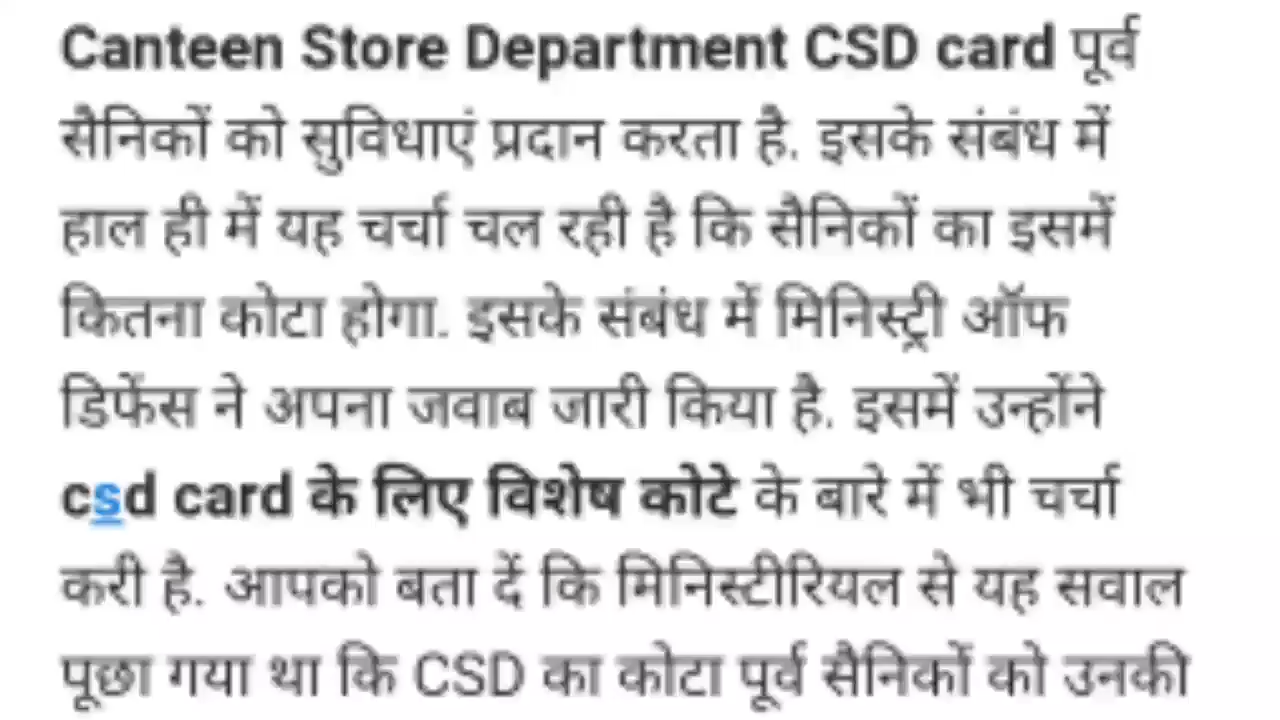 Canteen Store Department CSD card पूर्व
सैनिकों को सुविधाएं प्रदान करता है. इसके संबंध में
हाल ही में यह चर्चा चल रही है कि सैनिकों का इसमें
कितना कोटा होगा. इसके संबंध में मिनिस्ट्री ऑफ
डिफेंस ने अपना जवाब जारी किया है. इसमें उन्होंने
csd card के लिए विशेष कोटे के बारे में भी चर्चा
करी है. आपको बता दें कि मिनिस्टीरियल से यह सवाल
पूछा गया था कि CSD का कोटा पूर्व सैनिकों को उनकी